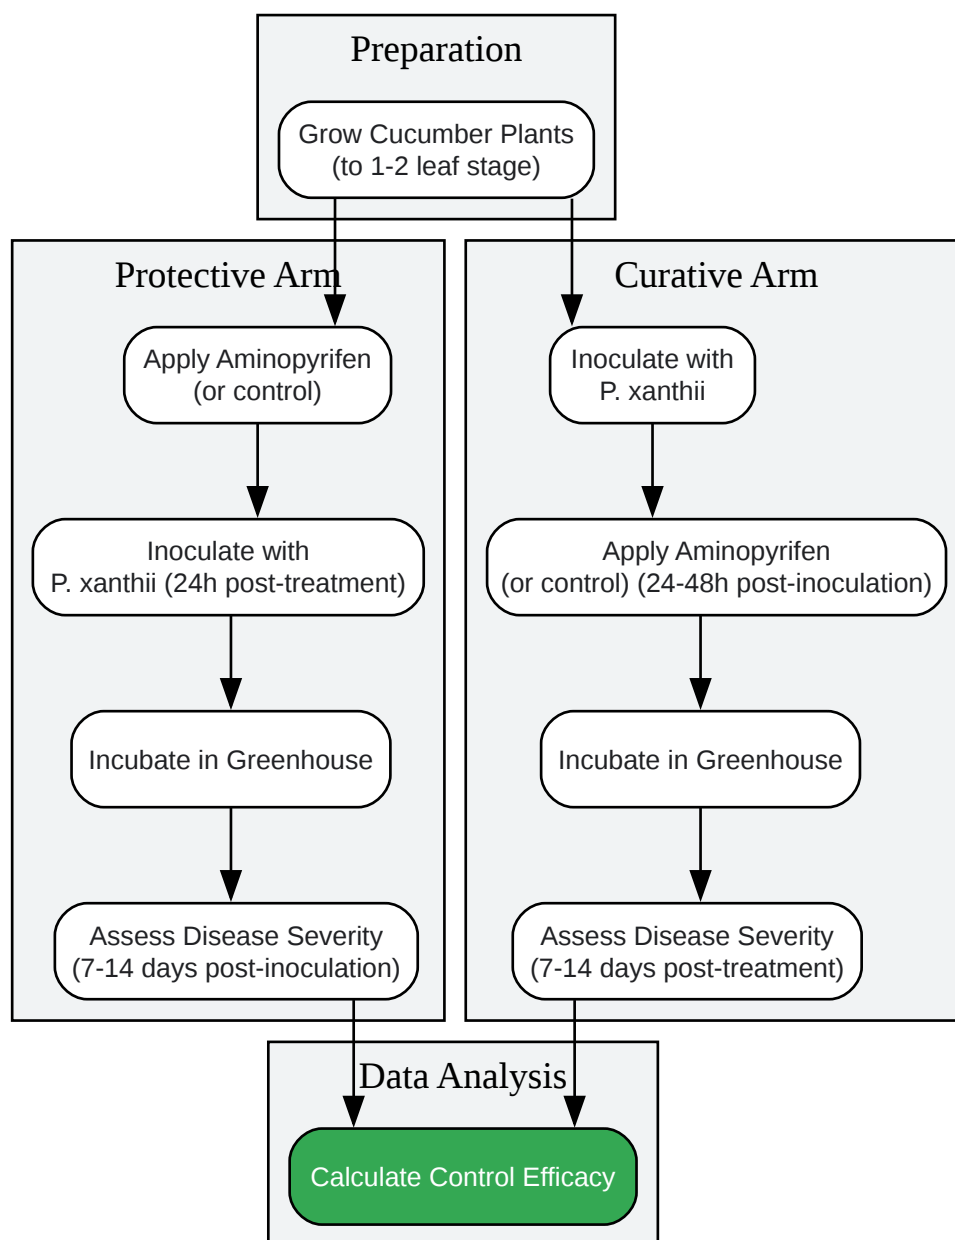 Preparation
Grow Cucumber Plants
(to 1-2 leaf stage)
Protective Arm
Apply Aminopyrifen
(or control)
Inoculate with
P. xanthii (24h post-treatment)
Incubate in Greenhouse
Assess Disease Severity
(7-14 days post-inoculation)
Curative Arm
Inoculate with
P. xanthii
Apply Aminopyrifen
(or control) (24-48h post-inoculation)
Incubate in Greenhouse
Assess Disease Severity
(7-14 days post-treatment)
Data Analysis
Calculate Control Efficacy